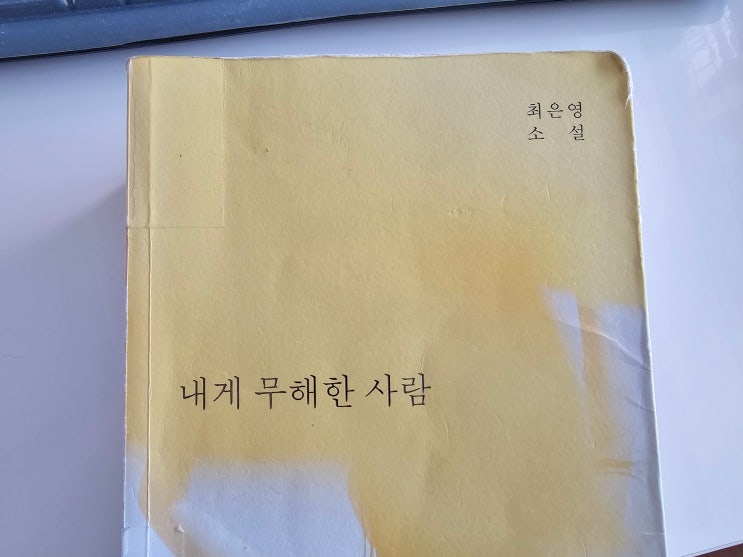 최은영
소 설
내게 무해한 사람